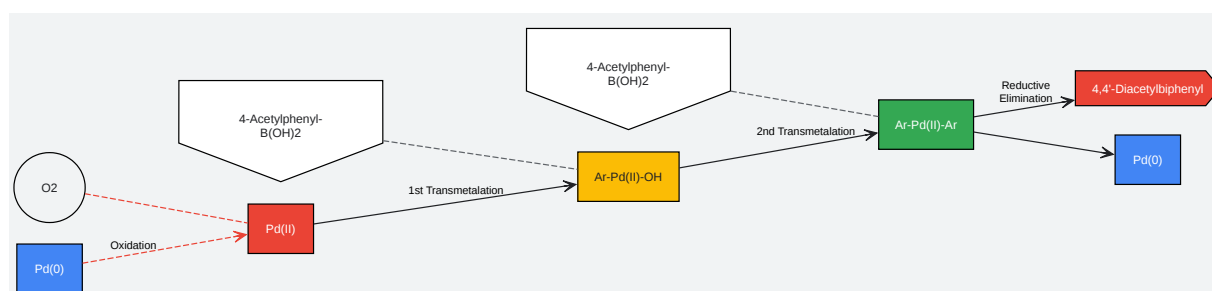 O2
Pd(0)
Oxidation
4-Acetylphenyl-
B(OH)2
Pd(II)
1st Transmetalation
4-Acetylphenyl-
B(OH)2
Ar-Pd(II)-OH
2nd Transmetalation
Ar-Pd(II)-Ar
Reductive
Elimination
4,4'-Diacetylbiphenyl
Pd(0)